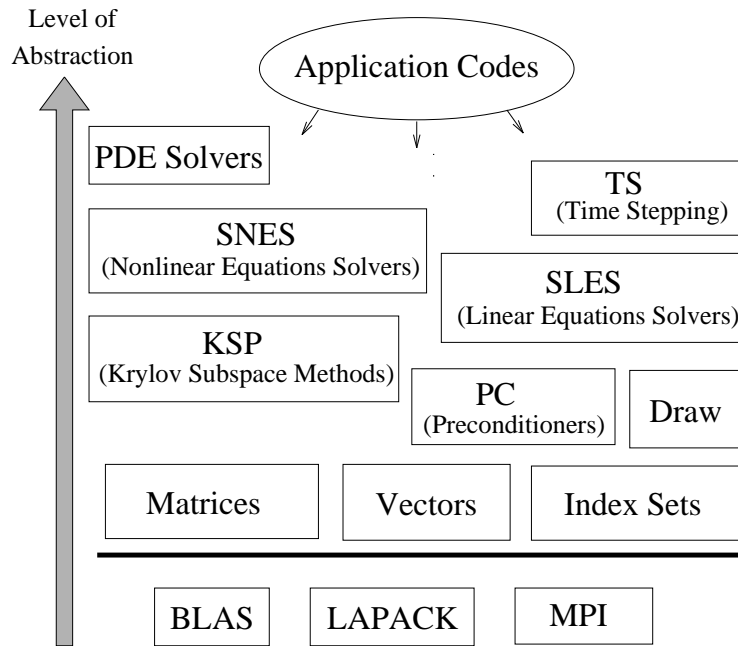 Level of
Abstraction
Application Codes
PDE Solvers
TS
(Time Stepping)
SNES
(Nonlinear Equations Solvers)
SLES
(Linear Equations Solvers)
KSP
(Krylov Subspace Methods)
PC
(Preconditioners)
Draw
Matrices
Vectors
Index Sets
BLAS
LAPACK
MPI